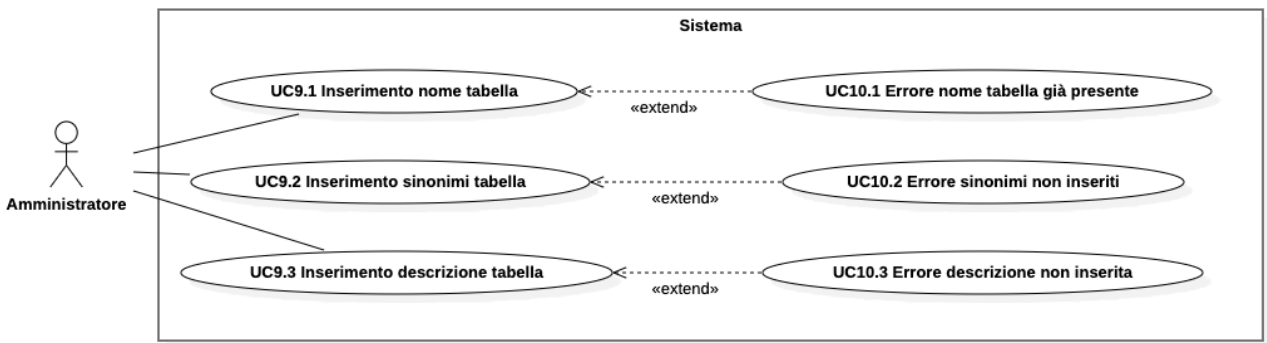 Sistema
UC9.1 Inserimento nome tabella
UC10.1 Errore nome tabella già presente
«extend»
UC9.2 Inserimento sinonimi tabella
UC10.2 Errore sinonimi non inseriti
«extend»
Amministratore
UC9.3 Inserimento descrizione tabella
UC10.3 Errore descrizione non inserita
«extend»